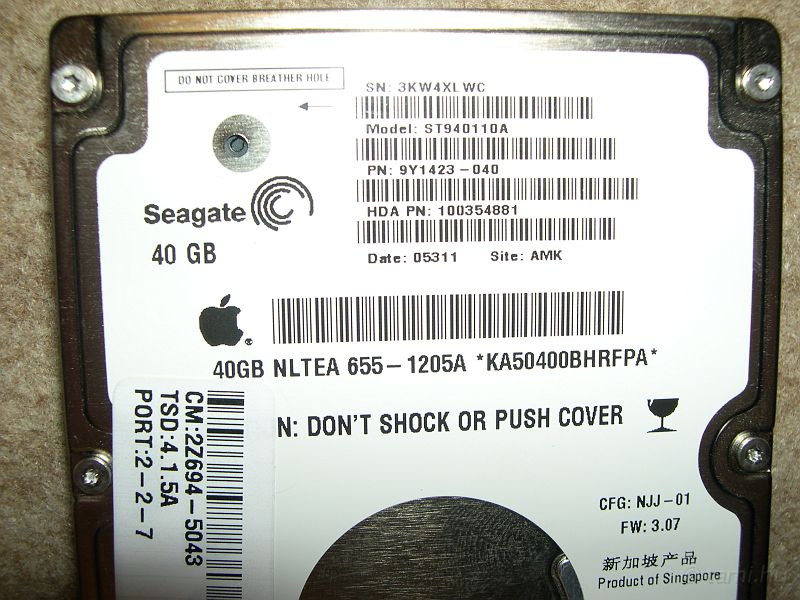 DO NOT COVER BREATHER HOLE
SN: 3KW4XLWC
Model: ST940110A
PN: 9Y1423-040
HDA PN: 100354881
Date: 05311 Site: AMK
Seagate
40 GB
40GB NLTEA 655-1205A *KA50400BHRFPA*
N: DON'T SHOCK OR PUSH COVER
CM:2Z694-5043
TSD:4.1.5A
PORT:2-2-7
CFG: NJJ-01
FW: 3.07
新加坡产品
Product of Singapore